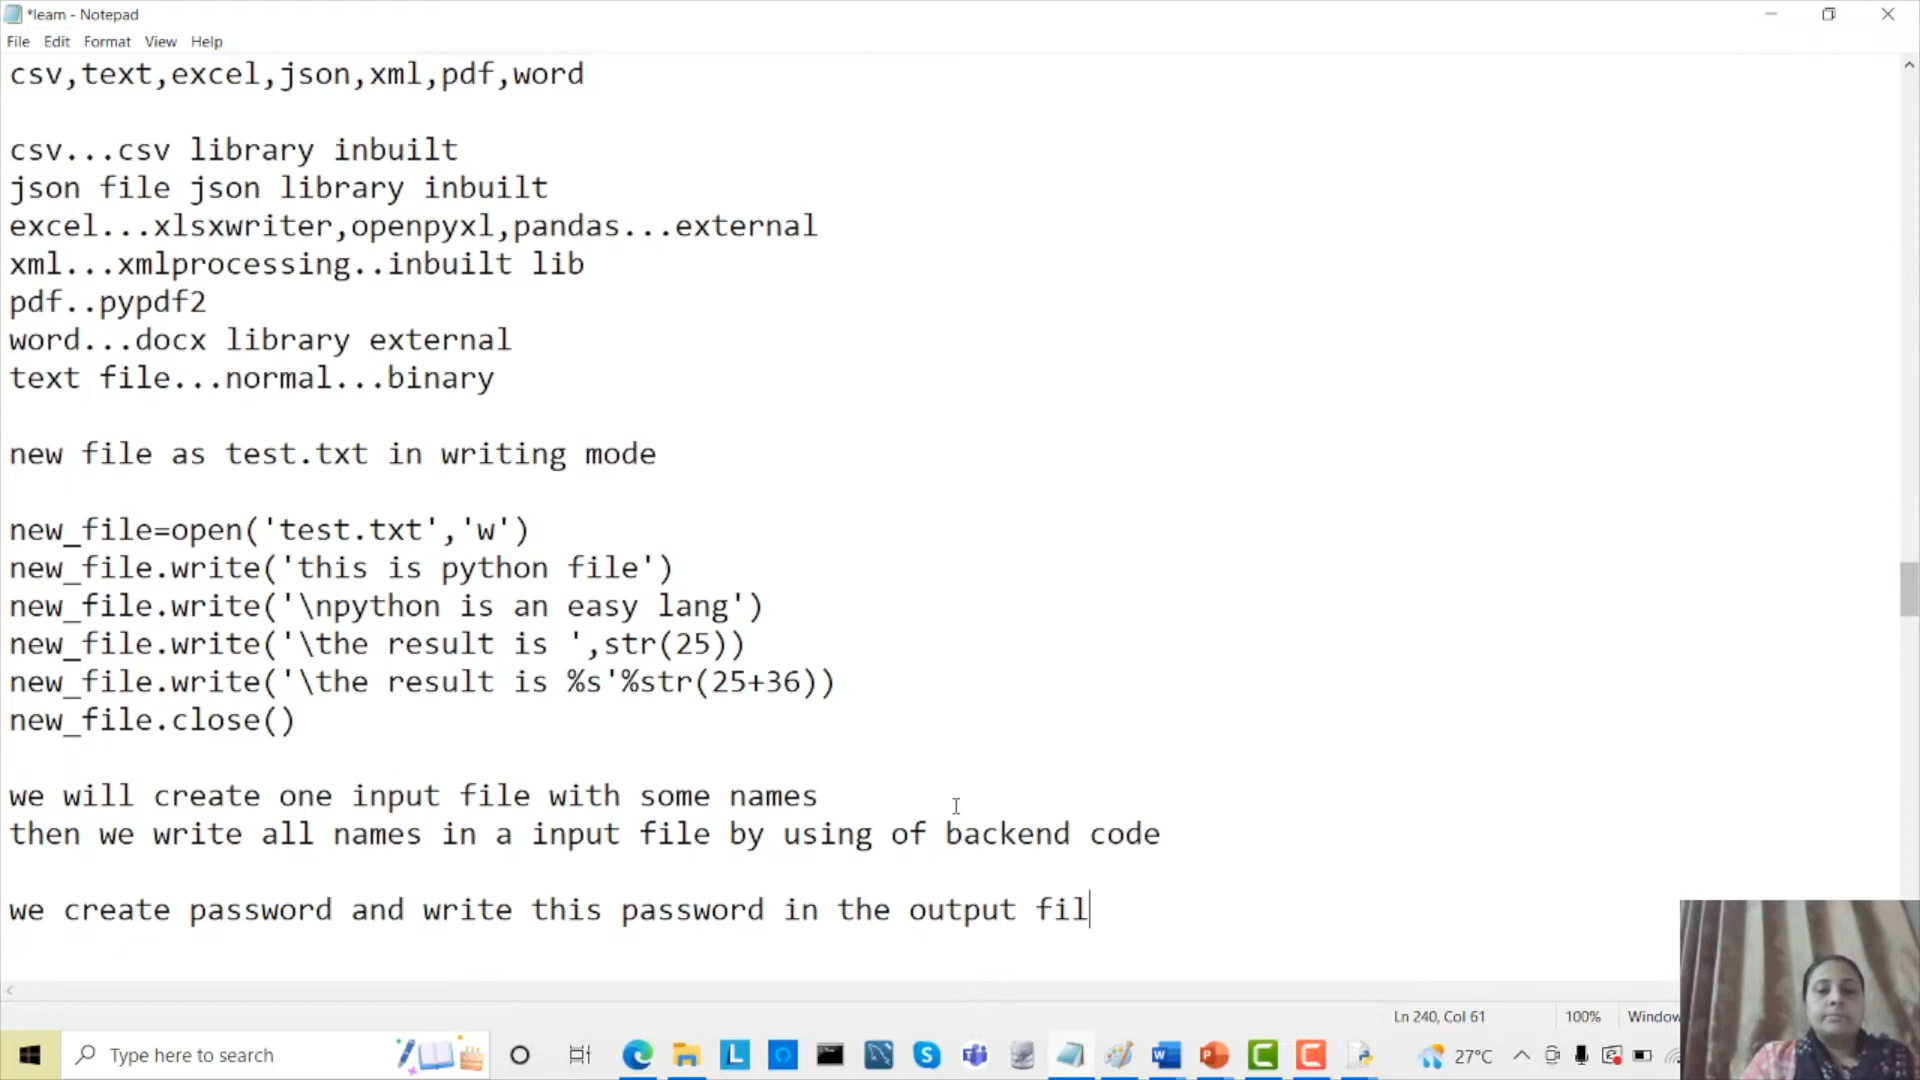 *learn - Notepad
File Edit Format View Help
csv,text,excel,json,xml,pdf,word
csv...csv library inbuilt
json file json library inbuilt
excel...xlsxwriter,openpyxl,pandas...external
xml...xmlprocessing..inbuilt lib
pdf..pypdf2
word...docx library external
text file...normal...binary
new file as test.txt in writing mode
new_file=open('test.txt','w')
new_file.write('this is python file')
new_file.write('\npython is an easy lang')
new_file.write('\the result is ',str(25))
new_file.write('\the result is %s'%str(25+36))
new_file.close()
we will create one input file with some names
then we write all names in a input file by using of backend code
we create password and write this password in the output fil
Ln 240, Col 61 100% Window
Type here to search
27°C